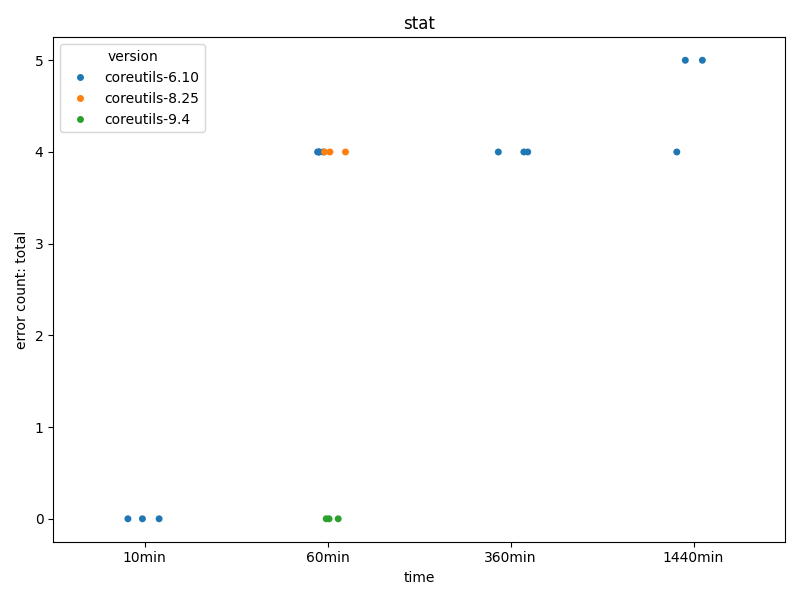 stat
version
coreutils-6.10
coreutils-8.25
coreutils-9.4
error count: total
5
4
3
2
1
0
10min
60min
360min
1440min
time